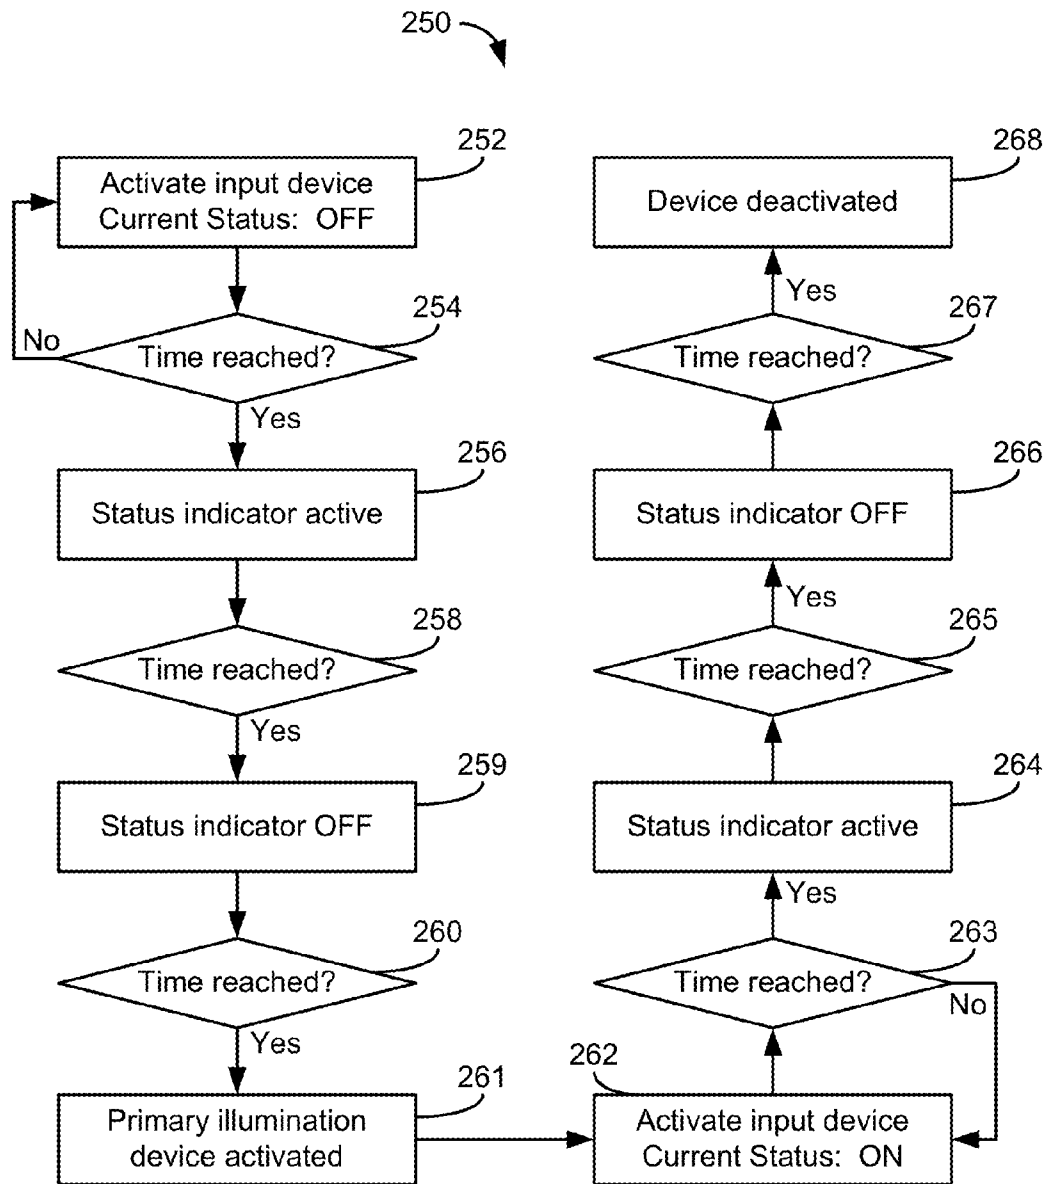 250
252
Activate input device
Current Status: OFF
254
No
Time reached?
Yes
256
Status indicator active
258
Time reached?
Yes
259
Status indicator OFF
260
Time reached?
Yes
261
Primary illumination
device activated
262
Activate input device
Current Status: ON
263
Time reached?
No
Yes
264
Status indicator active
265
Time reached?
Yes
266
Status indicator OFF
267
Time reached?
Yes
268
Device deactivated